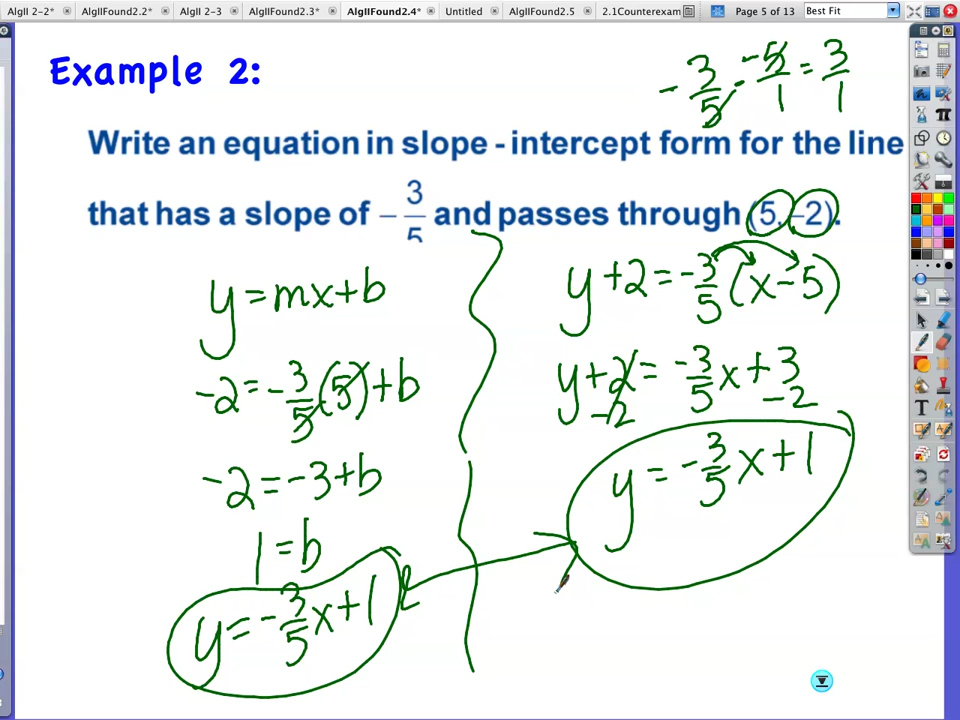 AlgII 2-2* AlgIIFound2.2* AlgII 2-3 AlgIIFound2.3* AlgIIFound2.4* Untitled AlgIIFound2.5 2.1Counterexam Page 5 of 13 Best Fit
Example 2:
-3/5 · -5/1 = 3/1
Write an equation in slope - intercept form for the line
that has a slope of -3/5 and passes through (5, -2).
y = mx + b
-2 = -3/5(5) + b
-2 = -3 + b
1 = b
y = -3/5x + 1
y + 2 = -3/5(x - 5)
y + 2 = -3/5x + 3
-2 -2
y = -3/5x + 1